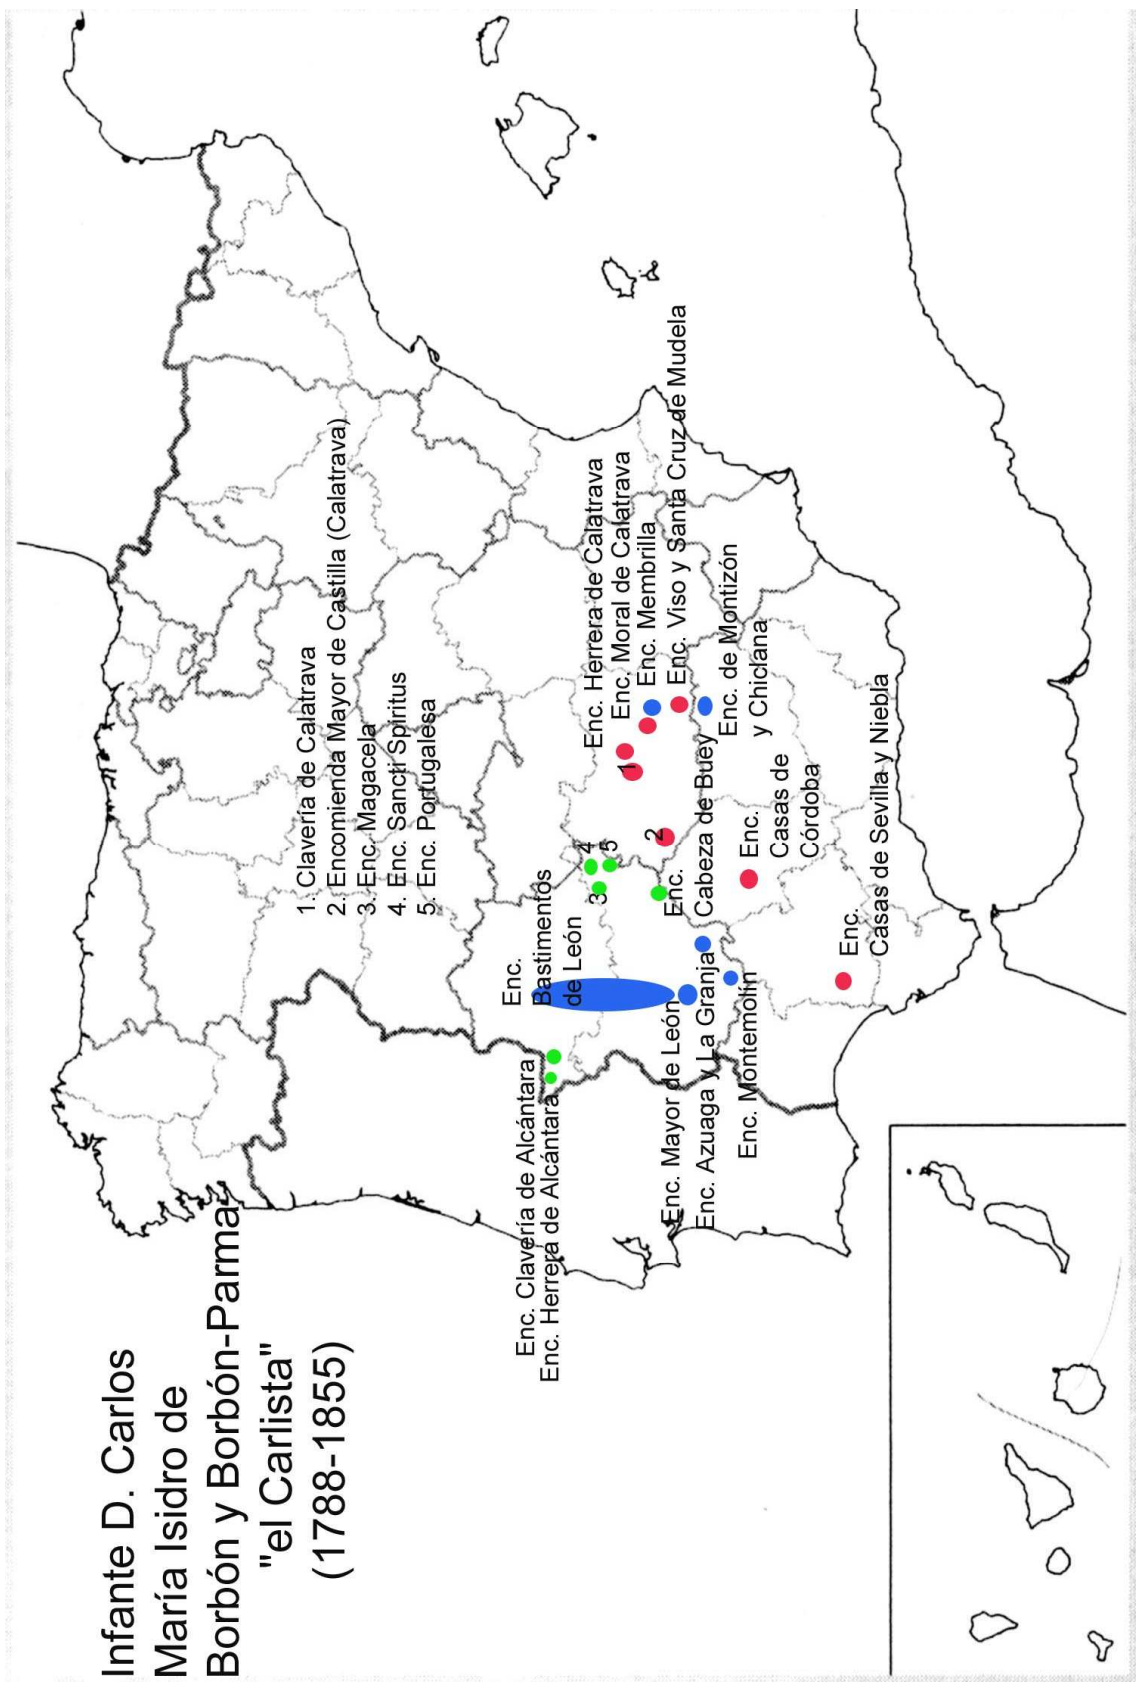 Infante D. Carlos
María Isidro de
Borbón y Borbón-Parma
"el Carlista"
(1788-1855)
1. Clavería de Calatrava
2. Encomienda Mayor de Castilla (Calatrava)
3. Enc. Magacela
4. Enc. Sancti Spiritus
5. Enc. Portugalesa
Enc. Clavería de Alcántara
Enc. Herrera de Alcántara
Enc.
Bastimentos
de León
3
4
5
Enc. Herrera de Calatrava
Enc. Moral de Calatrava
Enc. Membrilla
Enc. Viso y Santa Cruz de Mudela
1
2
Enc. Mayor de León
Enc. Azuaga y La Granja
Enc. Montemolín
Enc.
Cabeza de Buey
Enc. de Montizón
y Chiclana
Enc.
Casas de
Córdoba
Enc.
Casas de Sevilla y Niebla